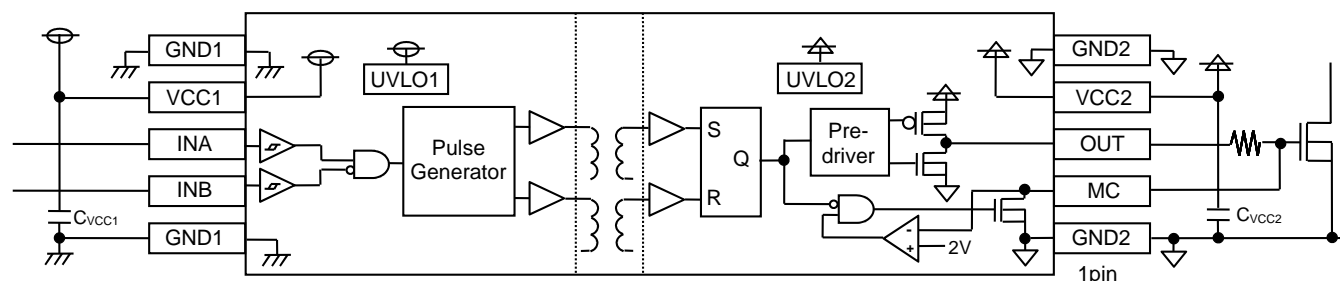 GND1
VCC1
INA
INB
GND1
CVCC1
UVLO1
Pulse
Generator
S
R
Q
UVLO2
Pre-
driver
-
+
2V
GND2
VCC2
OUT
MC
GND2
1pin
CVCC2